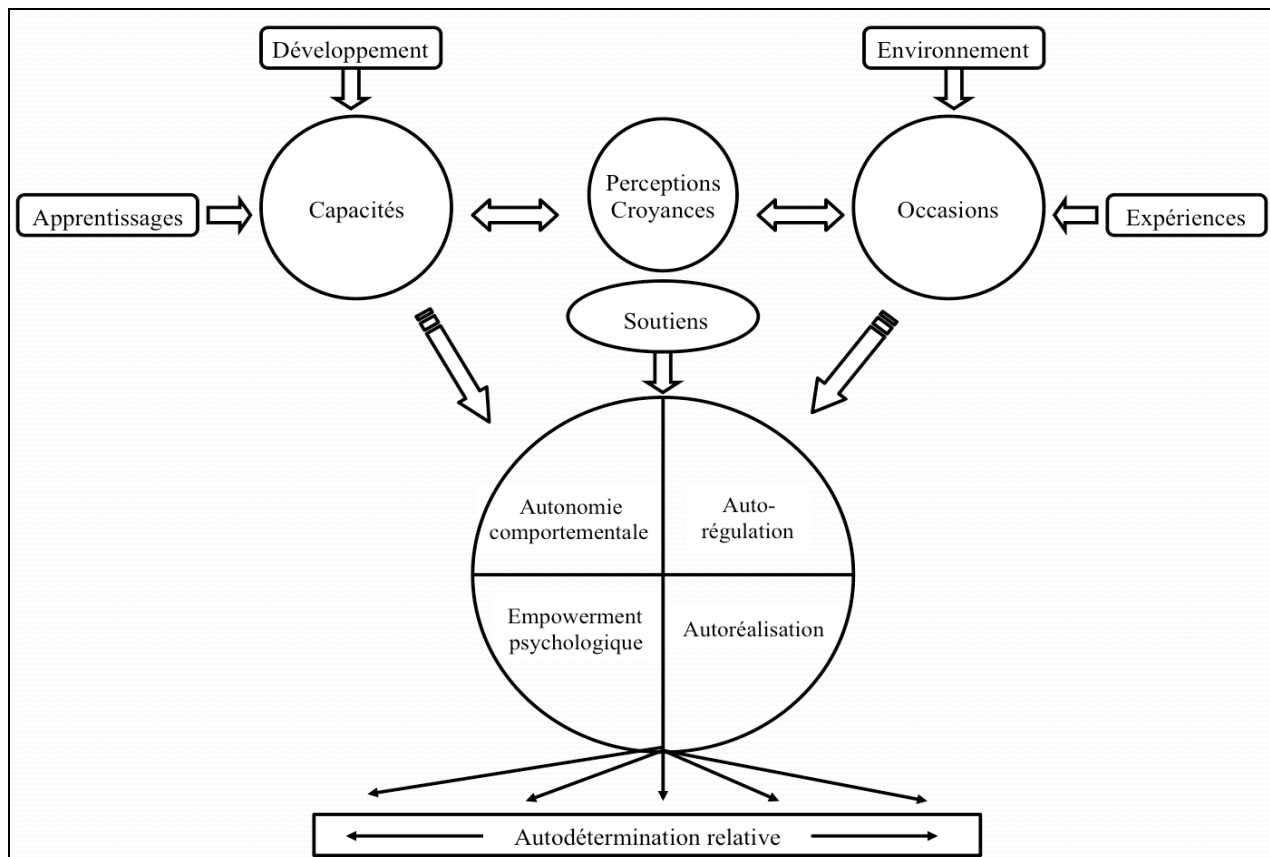 Développement
Environnement
Perceptions
Croyances
Apprentissages
Capacités
Occasions
Expériences
Soutiens
Autonomie
comportementale
Auto-
régulation
Empowerment
psychologique
Autoréalisation
Autodétermination relative